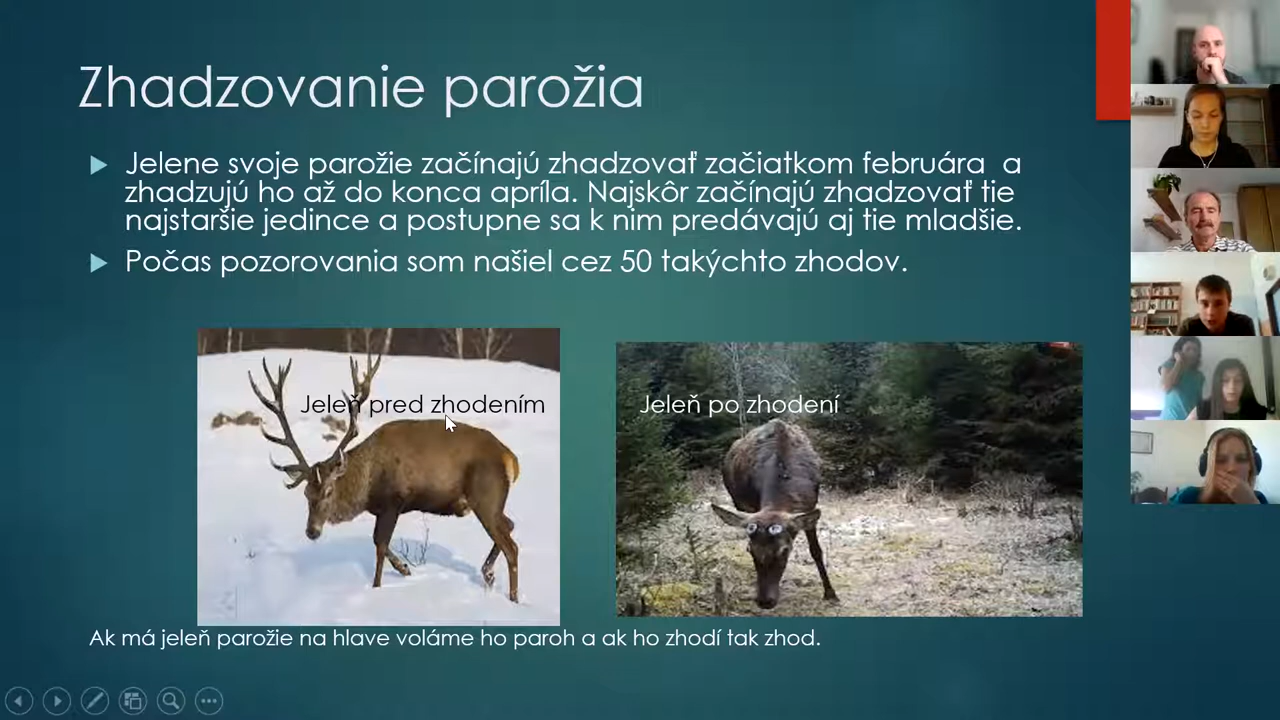 Zhadzovanie parožia
Jelene svoje parožie začínajú zhadzovať začiatkom februára a
zhadzujú ho až do konca apríla. Najskôr začínajú zhadzovať tie
najstaršie jedince a postupne sa k nim predávajú aj tie mladšie.
Počas pozorovania som našiel cez 50 takýchto zhodov.
Jeleň pred zhodením
Jeleň po zhodení
Ak má jeleň parožie na hlave voláme ho paroh a ak ho zhodí tak zhod.